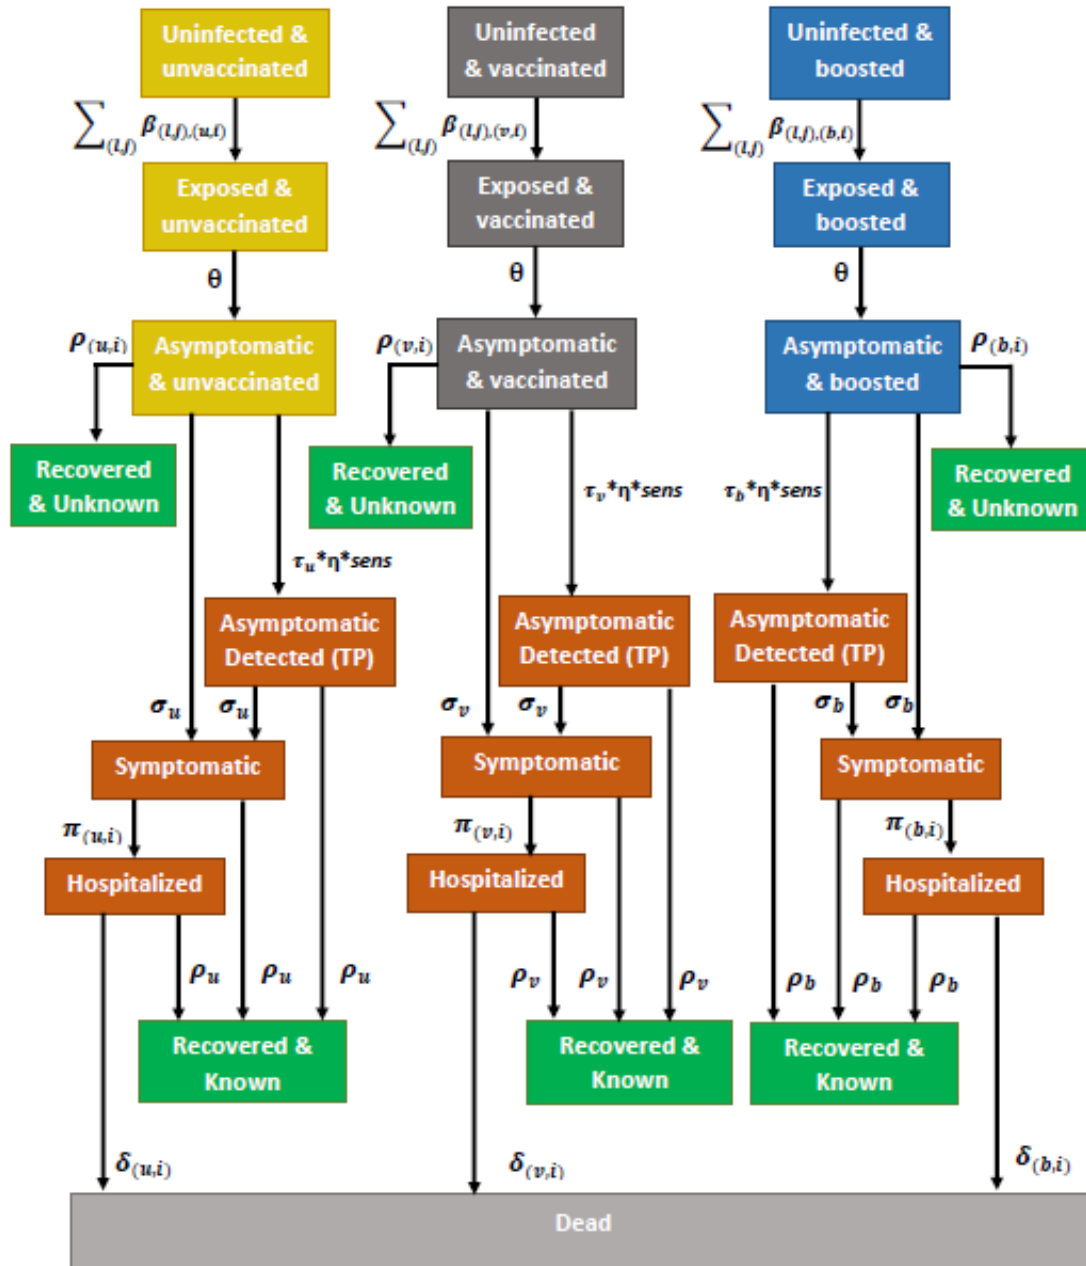 Uninfected &
unvaccinated
Uninfected
& vaccinated
Uninfected &
boosted
∑(l,j) β(l,j),(u,i)
∑(l,j) β(l,j),(v,i)
∑(l,j) β(l,j),(b,i)
Exposed &
unvaccinated
Exposed &
vaccinated
Exposed &
boosted
θ
θ
θ
ρ(u,i)
Asymptomatic
& unvaccinated
ρ(v,i)
Asymptomatic
& vaccinated
Asymptomatic
& boosted
ρ(b,i)
Recovered
& Unknown
Recovered
& Unknown
Recovered
& Unknown
τu*η*sens
τv*η*sens
τb*η*sens
Asymptomatic
Detected (TP)
Asymptomatic
Detected (TP)
Asymptomatic
Detected (TP)
σu
σu
σv
σv
σb
σb
Symptomatic
Symptomatic
Symptomatic
π(u,i)
π(v,i)
π(b,i)
Hospitalized
Hospitalized
Hospitalized
ρu
ρu
ρu
ρv
ρv
ρv
ρb
ρb
ρb
Recovered &
Known
Recovered &
Known
Recovered &
Known
δ(u,i)
δ(v,i)
δ(b,i)
Dead